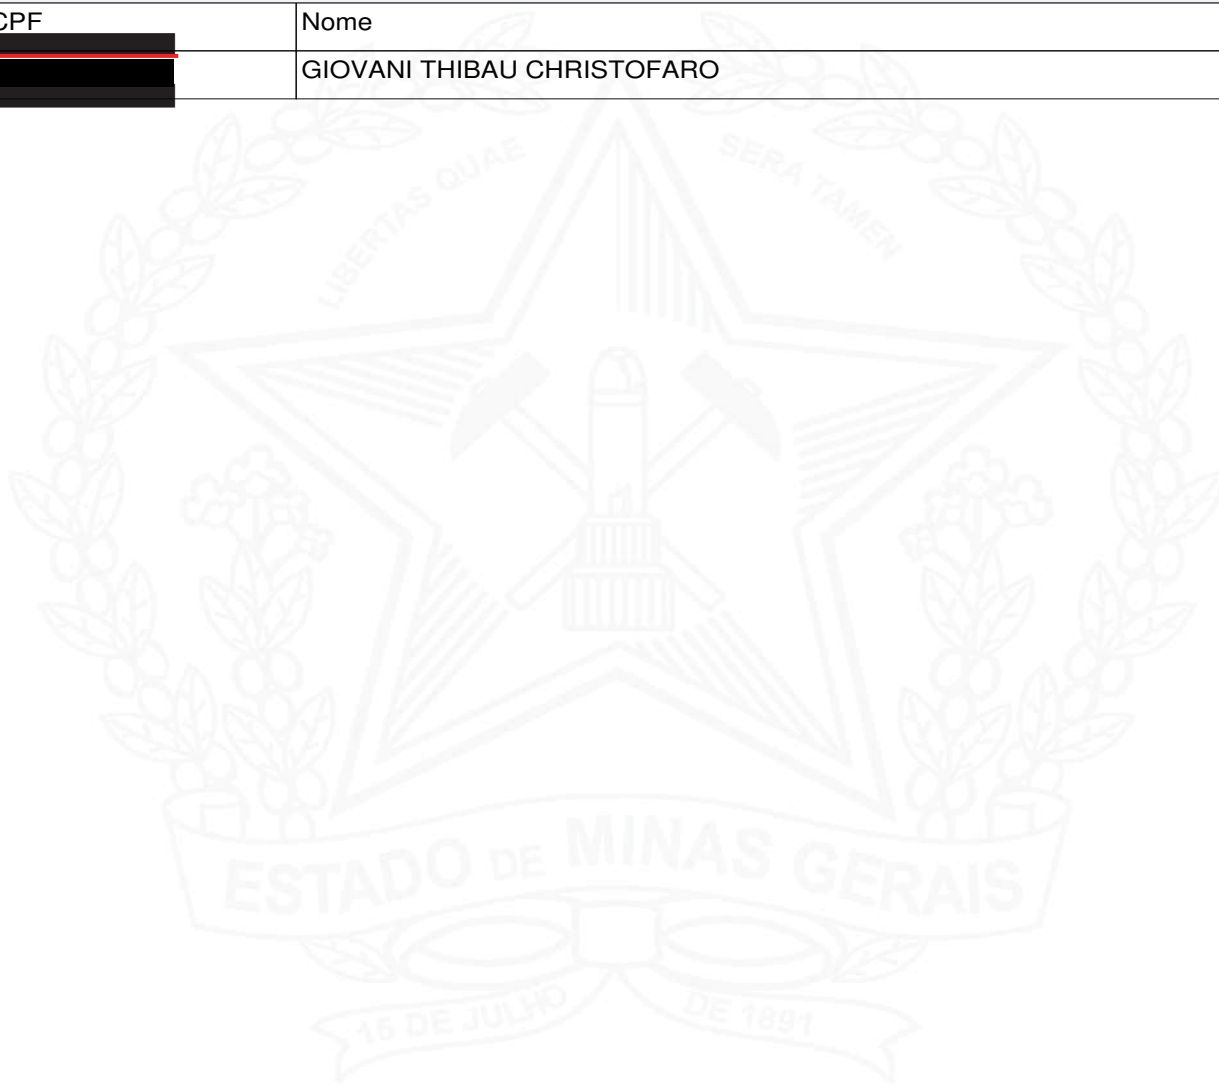 CPF
Nome
GIOVANI THIBAU CHRISTOFARO
LIBERTAS QUAE
SERA TAMEN
ESTADO DE MINAS GERAIS
15 DE JULHO
DE 1891